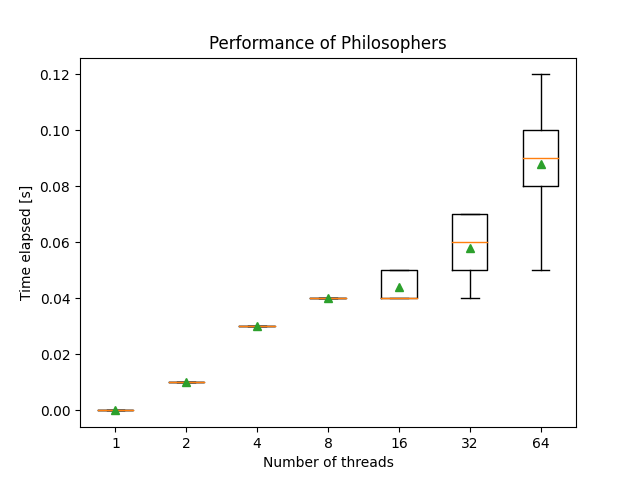 Performance of Philosophers
0.12
0.10
0.08
0.06
0.04
0.02
0.00
Time elapsed [s]
1 2 4 8 16 32 64
Number of threads